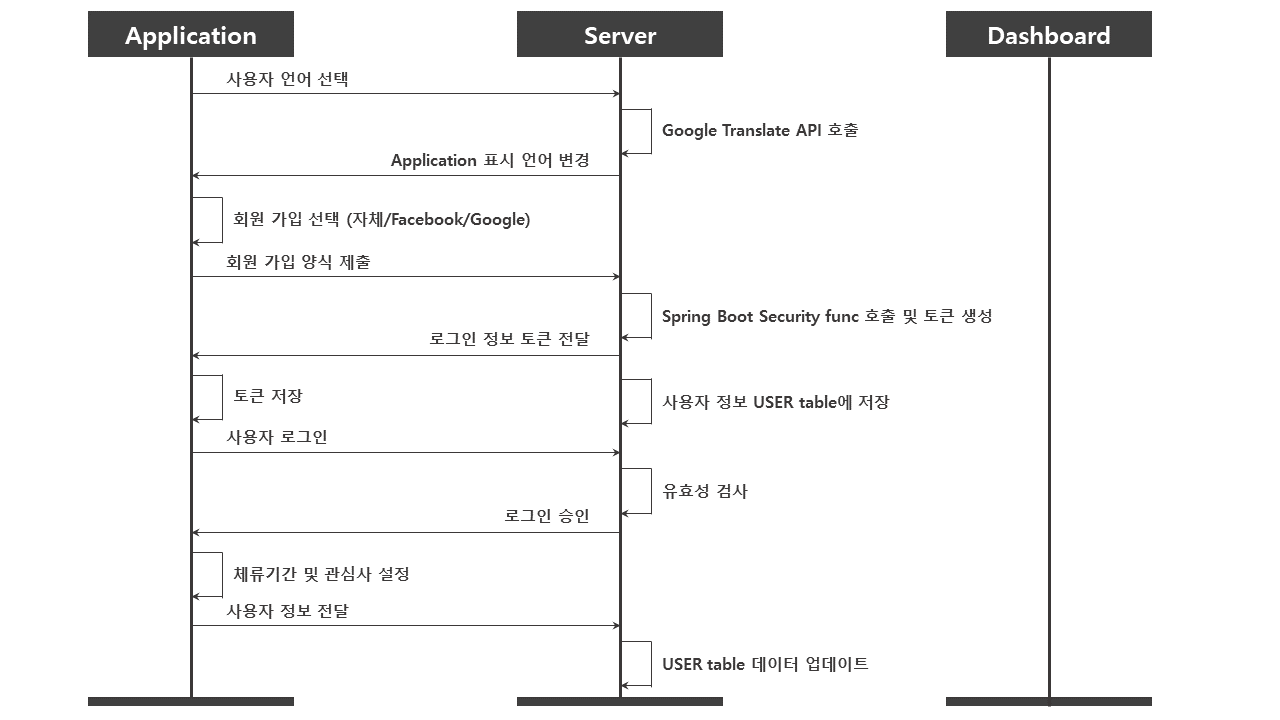 Application
Server
Dashboard
사용자 언어 선택
Google Translate API 호출
Application 표시 언어 변경
회원 가입 선택 (자체/Facebook/Google)
회원 가입 양식 제출
Spring Boot Security func 호출 및 토큰 생성
로그인 정보 토큰 전달
토큰 저장
사용자 정보 USER table에 저장
사용자 로그인
유효성 검사
로그인 승인
체류기간 및 관심사 설정
사용자 정보 전달
USER table 데이터 업데이트